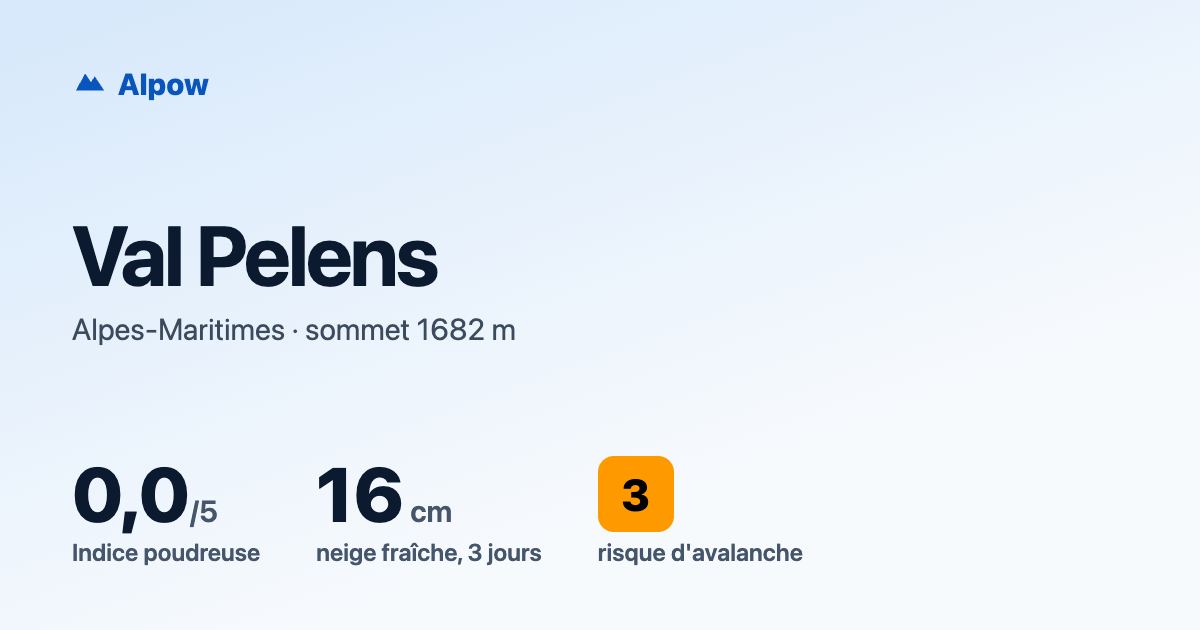 Alpow
Val Pelens
Alpes-Maritimes · sommet 1682 m
0,0/5
Indice poudreuse
16 cm
neige fraîche, 3 jours
3
risque d'avalanche